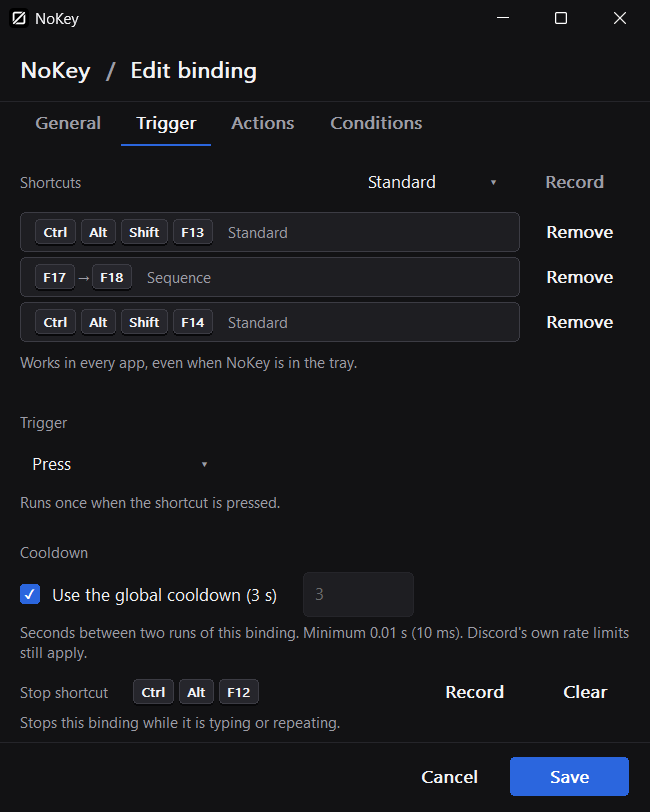 NoKey
NoKey / Edit binding
General Trigger Actions Conditions
Shortcuts Standard Record
Ctrl Alt Shift F13 Standard Remove
F17 → F18 Sequence Remove
Ctrl Alt Shift F14 Standard Remove
Works in every app, even when NoKey is in the tray.
Trigger
Press
Runs once when the shortcut is pressed.
Cooldown
Use the global cooldown (3 s) 3
Seconds between two runs of this binding. Minimum 0.01 s (10 ms). Discord's own rate limits
still apply.
Stop shortcut Ctrl Alt F12 Record Clear
Stops this binding while it is typing or repeating.
Cancel Save